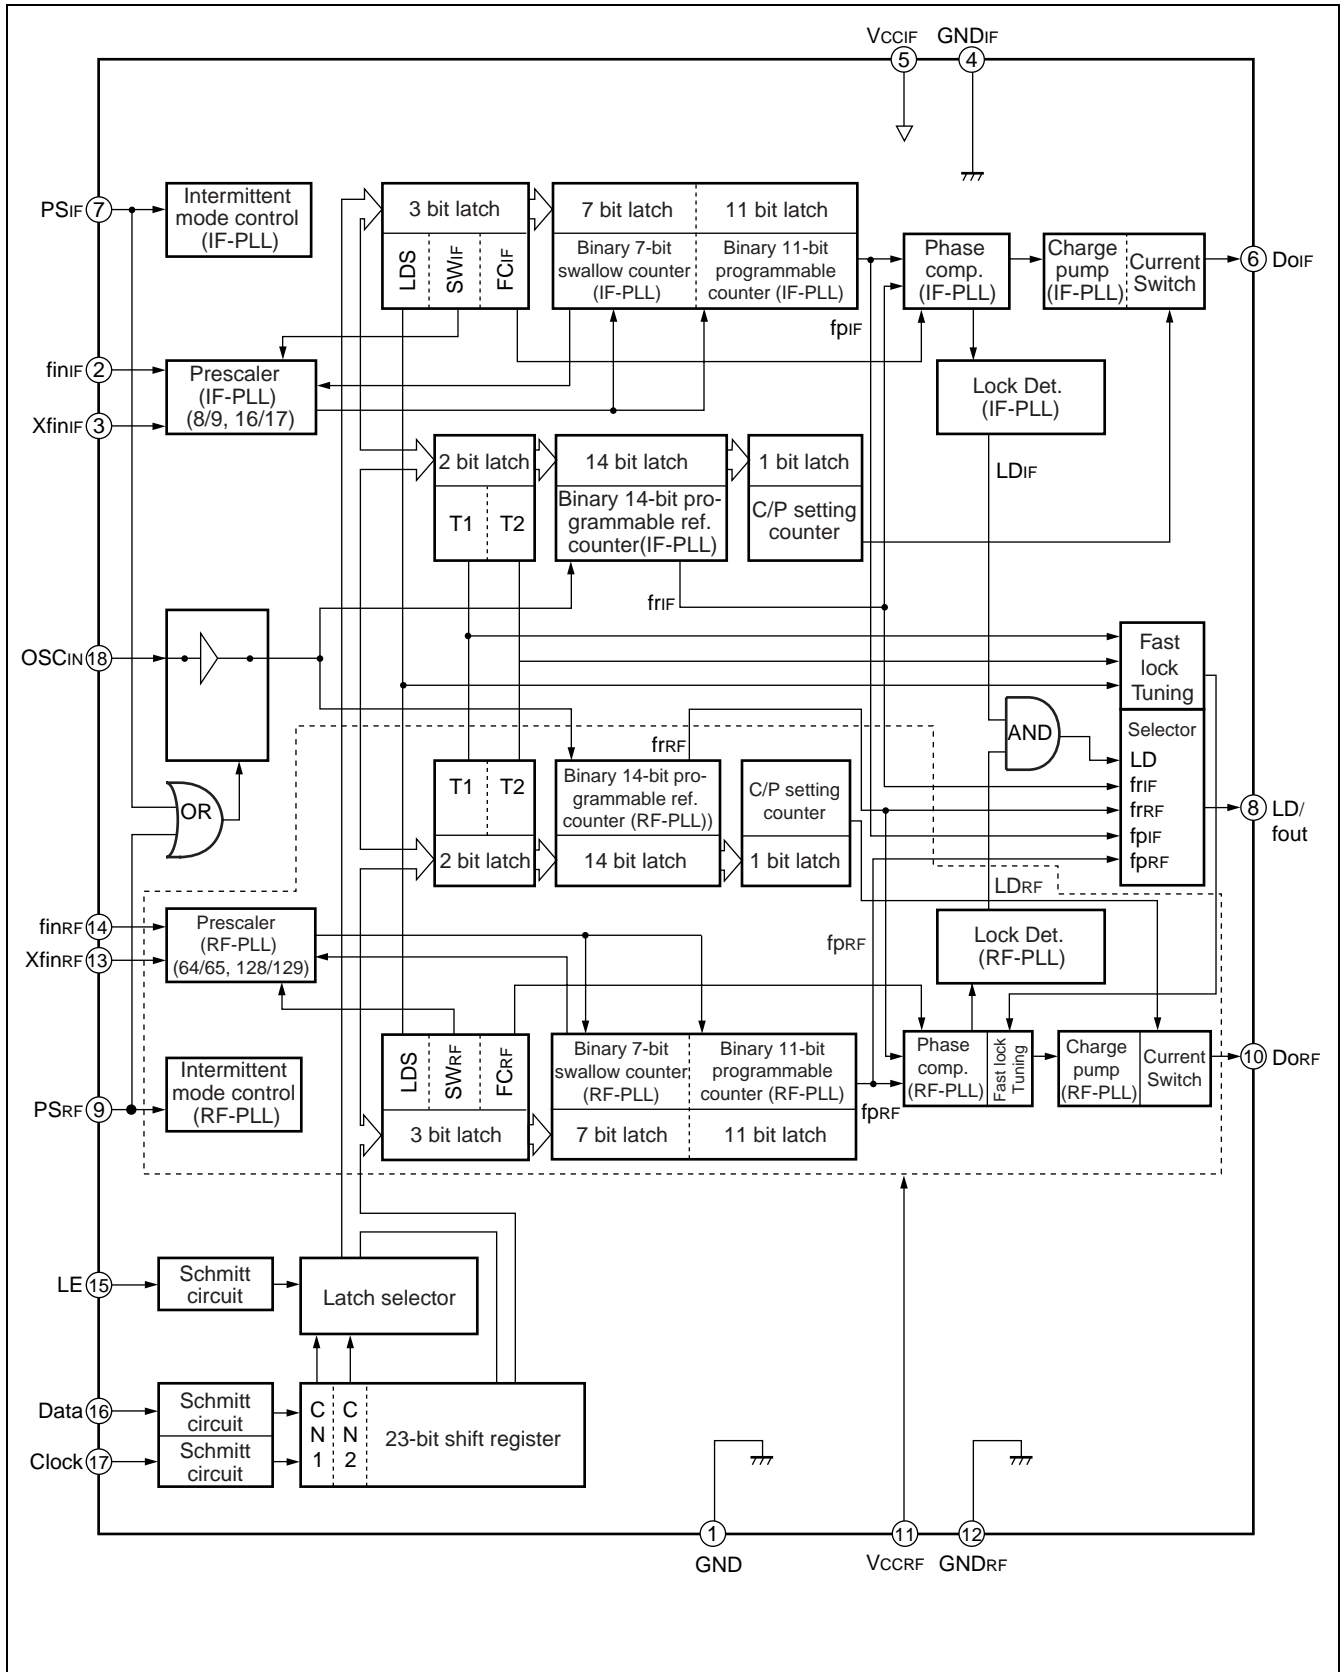 VCCIF GNDIF
5 4
PSIF 7
Intermittent
mode control
(IF-PLL)
3 bit latch
LDS
SWIF
FCIF
7 bit latch
11 bit latch
Binary 7-bit
swallow counter
(IF-PLL)
Binary 11-bit
programmable
counter (IF-PLL)
fpIF
Phase
comp.
(IF-PLL)
Charge
pump
(IF-PLL)
Current
Switch
6 DoIF
finIF 2
XfinIF 3
Prescaler
(IF-PLL)
(8/9, 16/17)
Lock Det.
(IF-PLL)
LDIF
2 bit latch
T1
T2
14 bit latch
Binary 14-bit pro-
grammable ref.
counter(IF-PLL)
1 bit latch
C/P setting
counter
frIF
OSCIN 18
Fast
lock
Tuning
AND
Selector
LD
frIF
frRF
fpIF
fpRF
8 LD/
fout
OR
frRF
T1
T2
2 bit latch
Binary 14-bit pro-
grammable ref.
counter (RF-PLL))
14 bit latch
C/P setting
counter
1 bit latch
LDRF
finRF 14
XfinRF 13
Prescaler
(RF-PLL)
(64/65, 128/129)
fpRF
Lock Det.
(RF-PLL)
PSRF 9
Intermittent
mode control
(RF-PLL)
LDS
SWRF
FCRF
3 bit latch
Binary 7-bit
swallow counter
(RF-PLL)
Binary 11-bit
programmable
counter (RF-PLL)
7 bit latch
11 bit latch
fpRF
Phase
comp.
(RF-PLL)
Fast lock
Tuning
Charge
pump
(RF-PLL)
Current
Switch
10 DoRF
LE 15
Schmitt
circuit
Latch selector
Data 16
Schmitt
circuit
Clock 17
Schmitt
circuit
C
N
1
C
N
2
23-bit shift register
1 11 12
GND VCCRF GNDRF